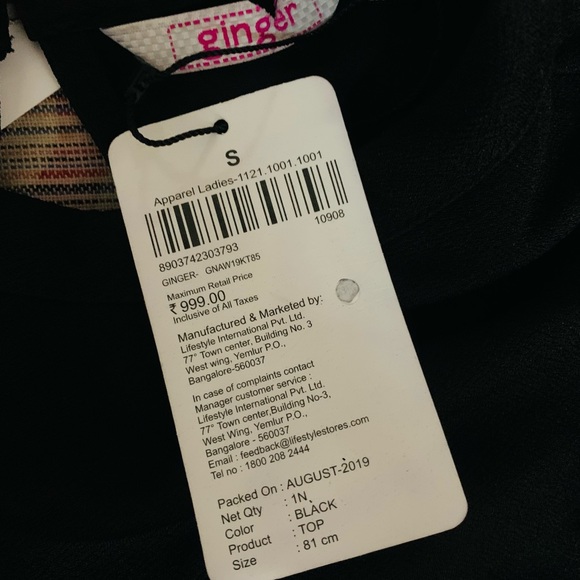 ginger
S
Apparel Ladies-1121.1001.1001
10908
8903742303793
GINGER- GNAW19KT85
Maximum Retail Price
₹ 999.00
Inclusive of All Taxes
Manufactured & Marketed by:
Lifestyle International Pvt. Ltd.
77° Town center, Building No. 3
West wing, Yemlur P.O.,
Bangalore-560037
In case of complaints contact
Manager customer service :
Lifestyle International Pvt. Ltd.
77° Town center,Building No-3,
West Wing, Yemlur P.O.,
Bangalore - 560037
Email : feedback@lifestylestores.com
Tel no : 1800 208 2444
Packed On : AUGUST-2019
Net Qty : 1N
Color : BLACK
Product : TOP
Size : 81 cm